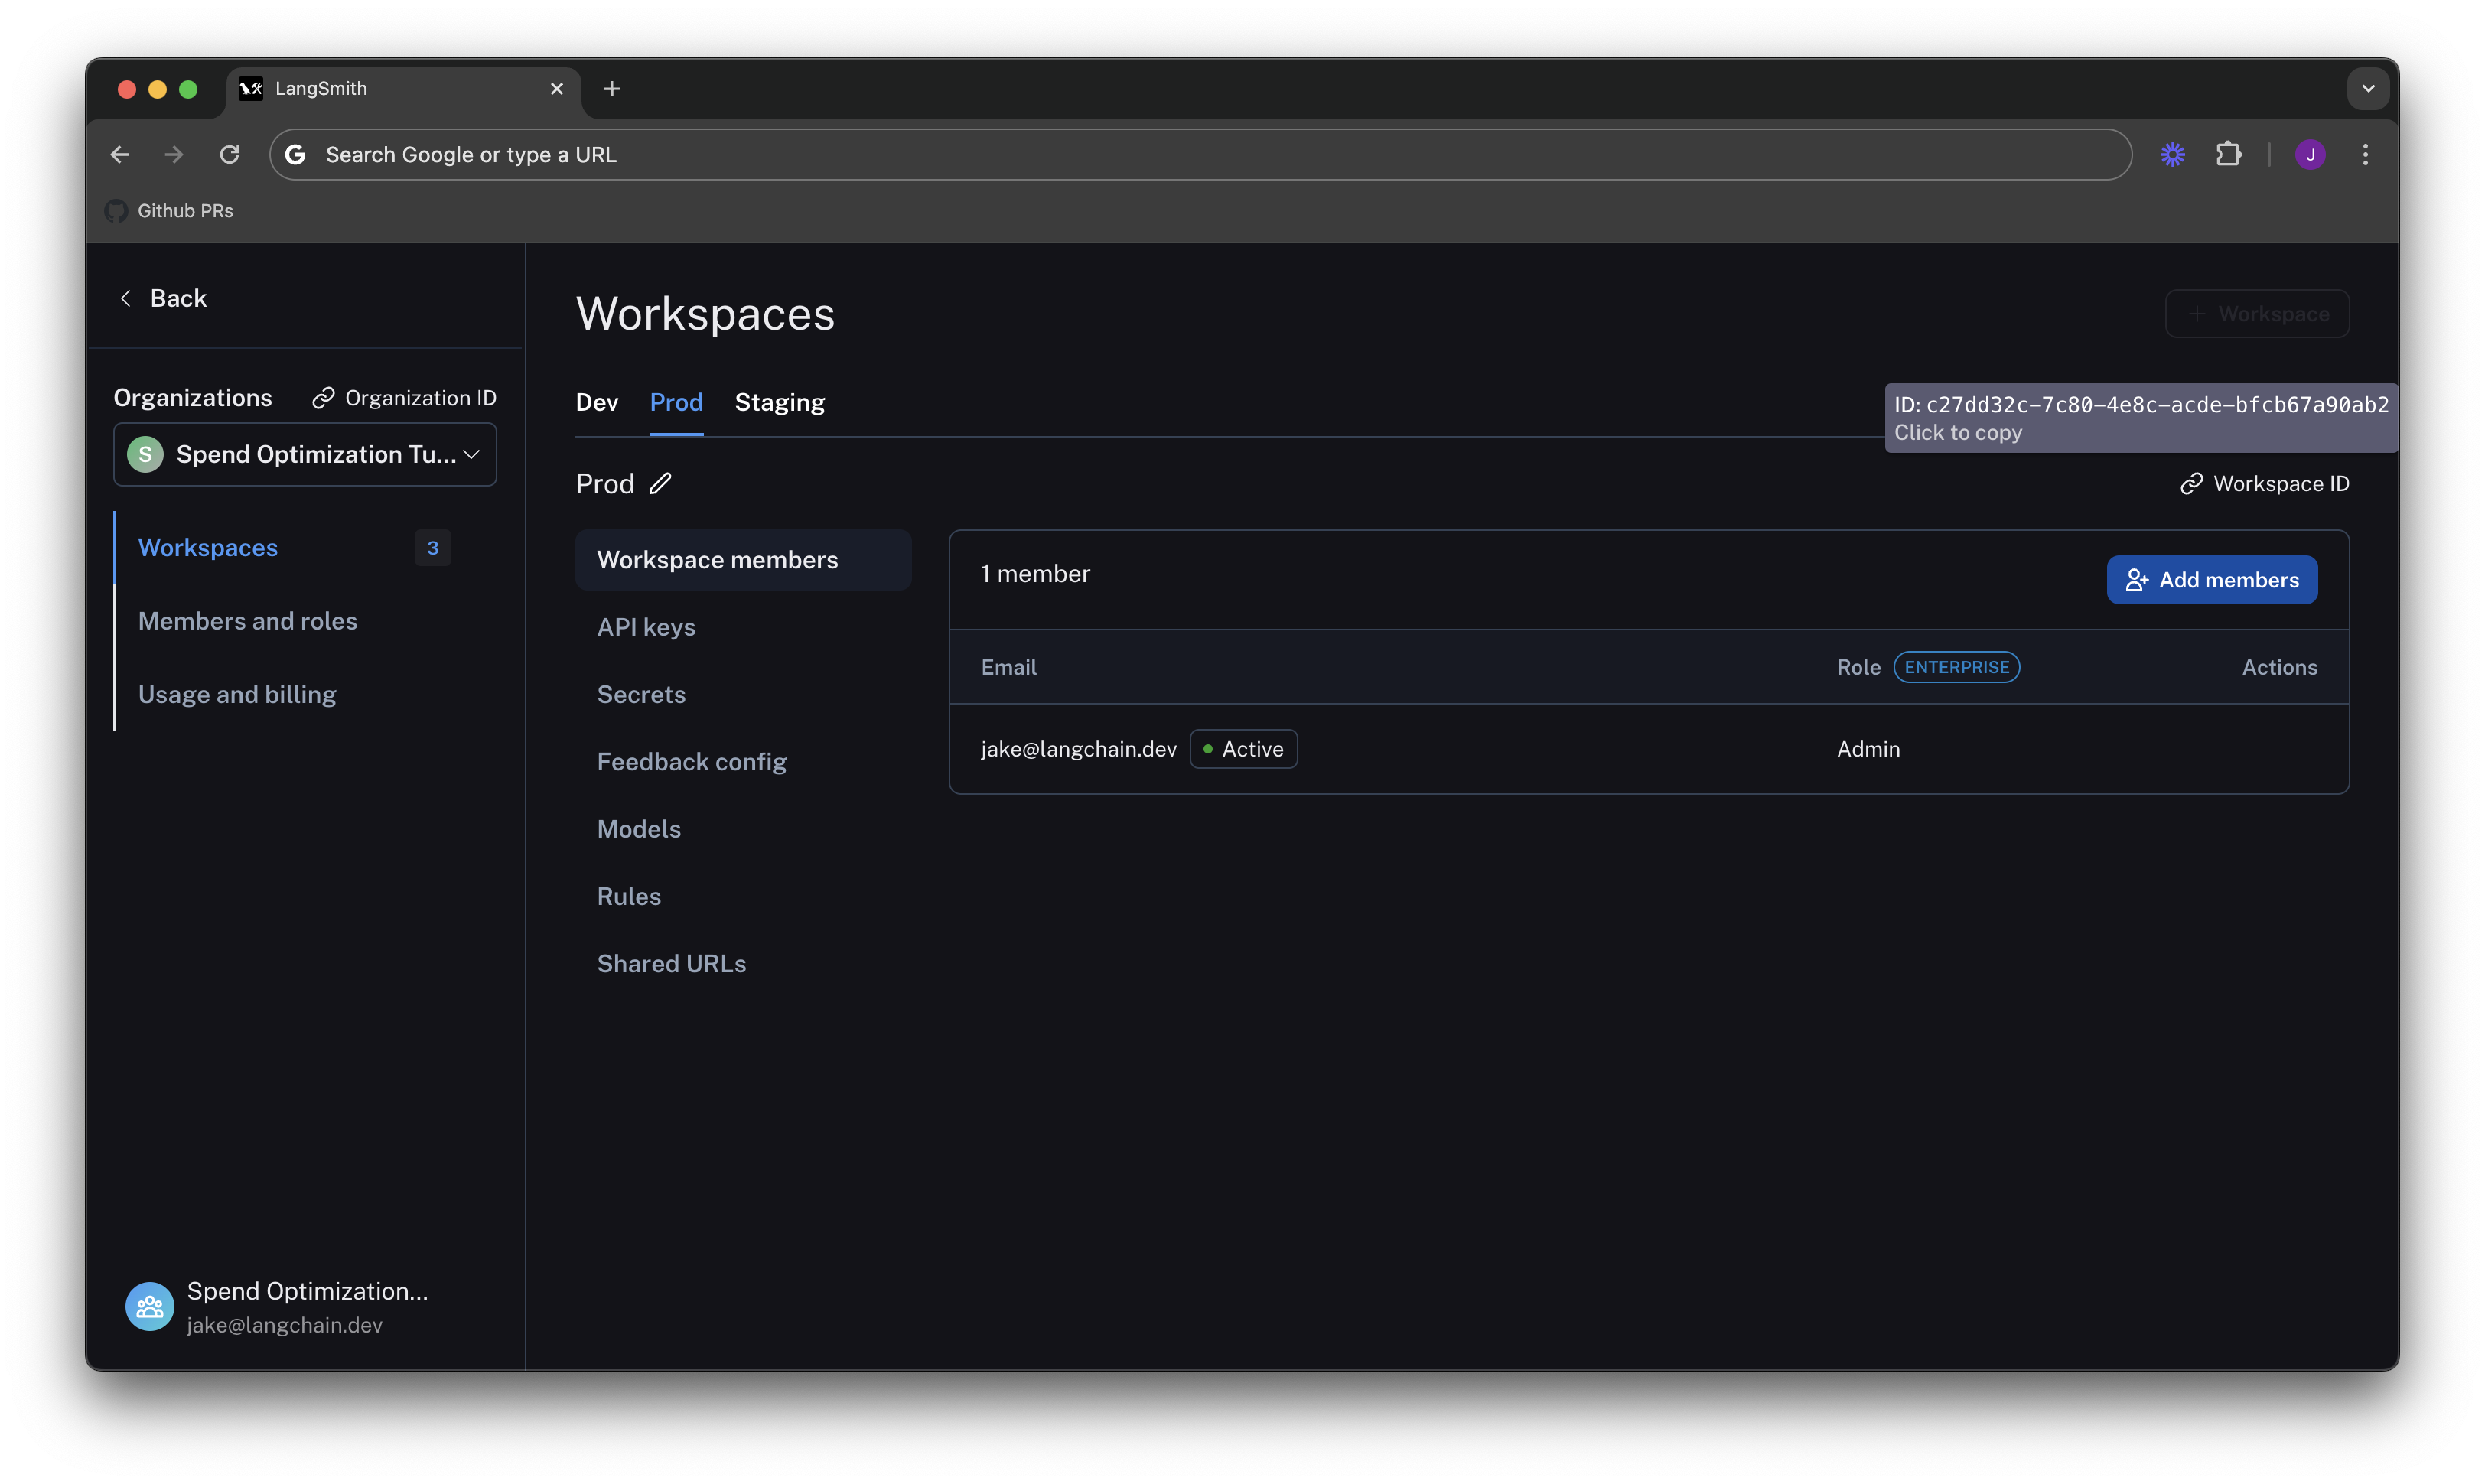 LangSmith
Search Google or type a URL
J
Github PRs
Back
Organizations
Organization ID
S
Spend Optimization Tu...
Workspaces
3
Members and roles
Usage and billing
Spend Optimization...
jake@langchain.dev
Workspaces
+ Workspace
Dev
Prod
Staging
ID: c27dd32c-7c80-4e8c-acde-bfcb67a90ab2
Click to copy
Prod
Workspace ID
Workspace members
API keys
Secrets
Feedback config
Models
Rules
Shared URLs
1 member
Add members
Email
Role
ENTERPRISE
Actions
jake@langchain.dev
Active
Admin